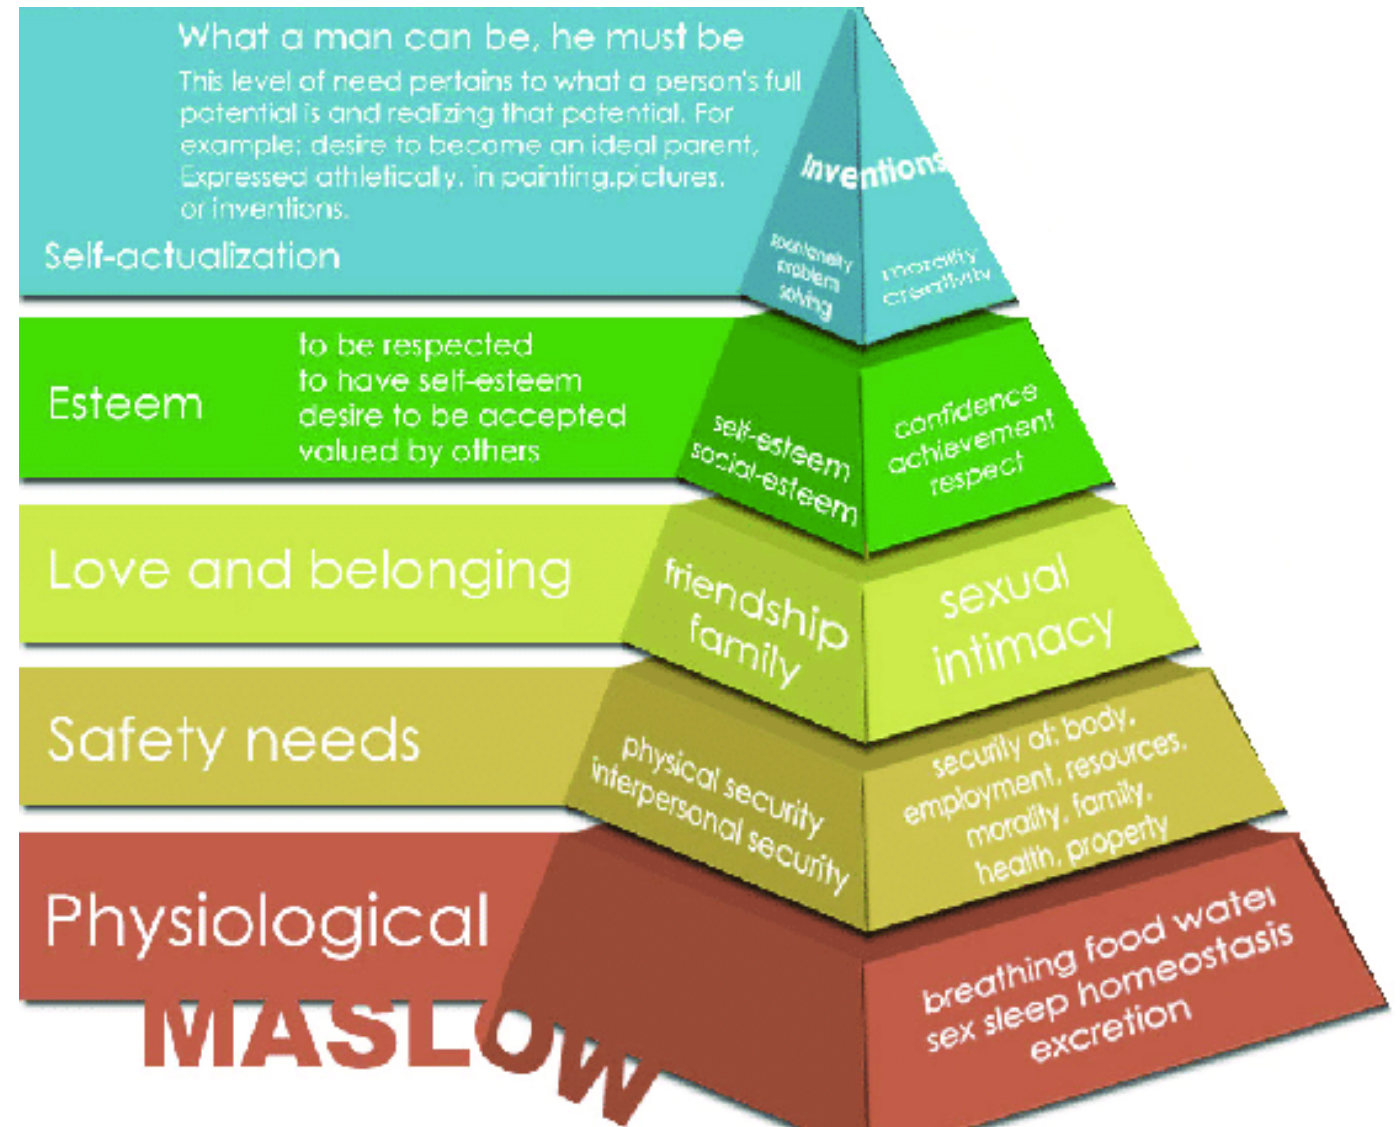 What a man can be, he must be
This level of need pertains to what a person's full
potential is and realizing that potential. For
example: desire to become an ideal parent,
Expressed athletically, in painting,pictures,
or inventions.
Self-actualization
Inventions
spontaneity
problem
solving
morality
creativity
Esteem
to be respected
to have self-esteem
desire to be accepted
valued by others
self-esteem
social-esteem
confidence
achievement
respect
Love and belonging
friendship
family
sexual
intimacy
Safety needs
physical security
interpersonal security
security of: body,
employment, resources,
morality, family,
health, property
Physiological
breathing food water
sex sleep homeostasis
excretion
MASLOW